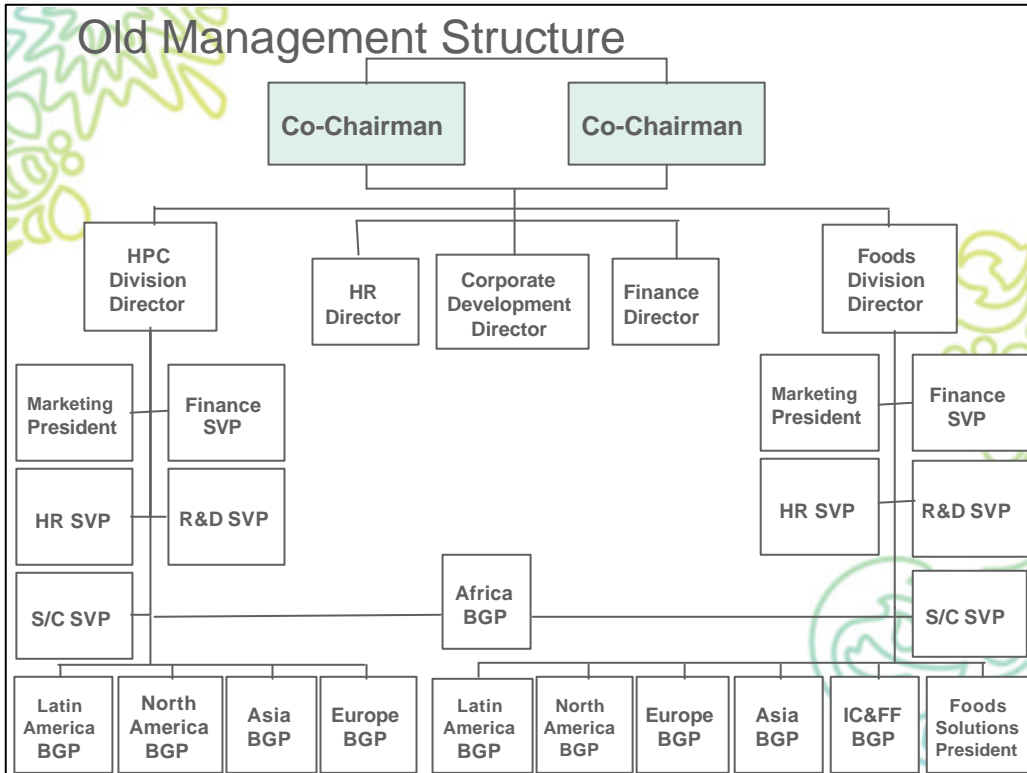 Old Management Structure
Co-Chairman
Co-Chairman
HPC
Division
Director
HR
Director
Corporate
Development
Director
Finance
Director
Foods
Division
Director
Marketing
President
Finance
SVP
Marketing
President
Finance
SVP
HR SVP
R&D SVP
HR SVP
R&D SVP
S/C SVP
Africa
BGP
S/C SVP
Latin
America
BGP
North
America
BGP
Asia
BGP
Europe
BGP
Latin
America
BGP
North
America
BGP
Europe
BGP
Asia
BGP
IC&FF
BGP
Foods
Solutions
President